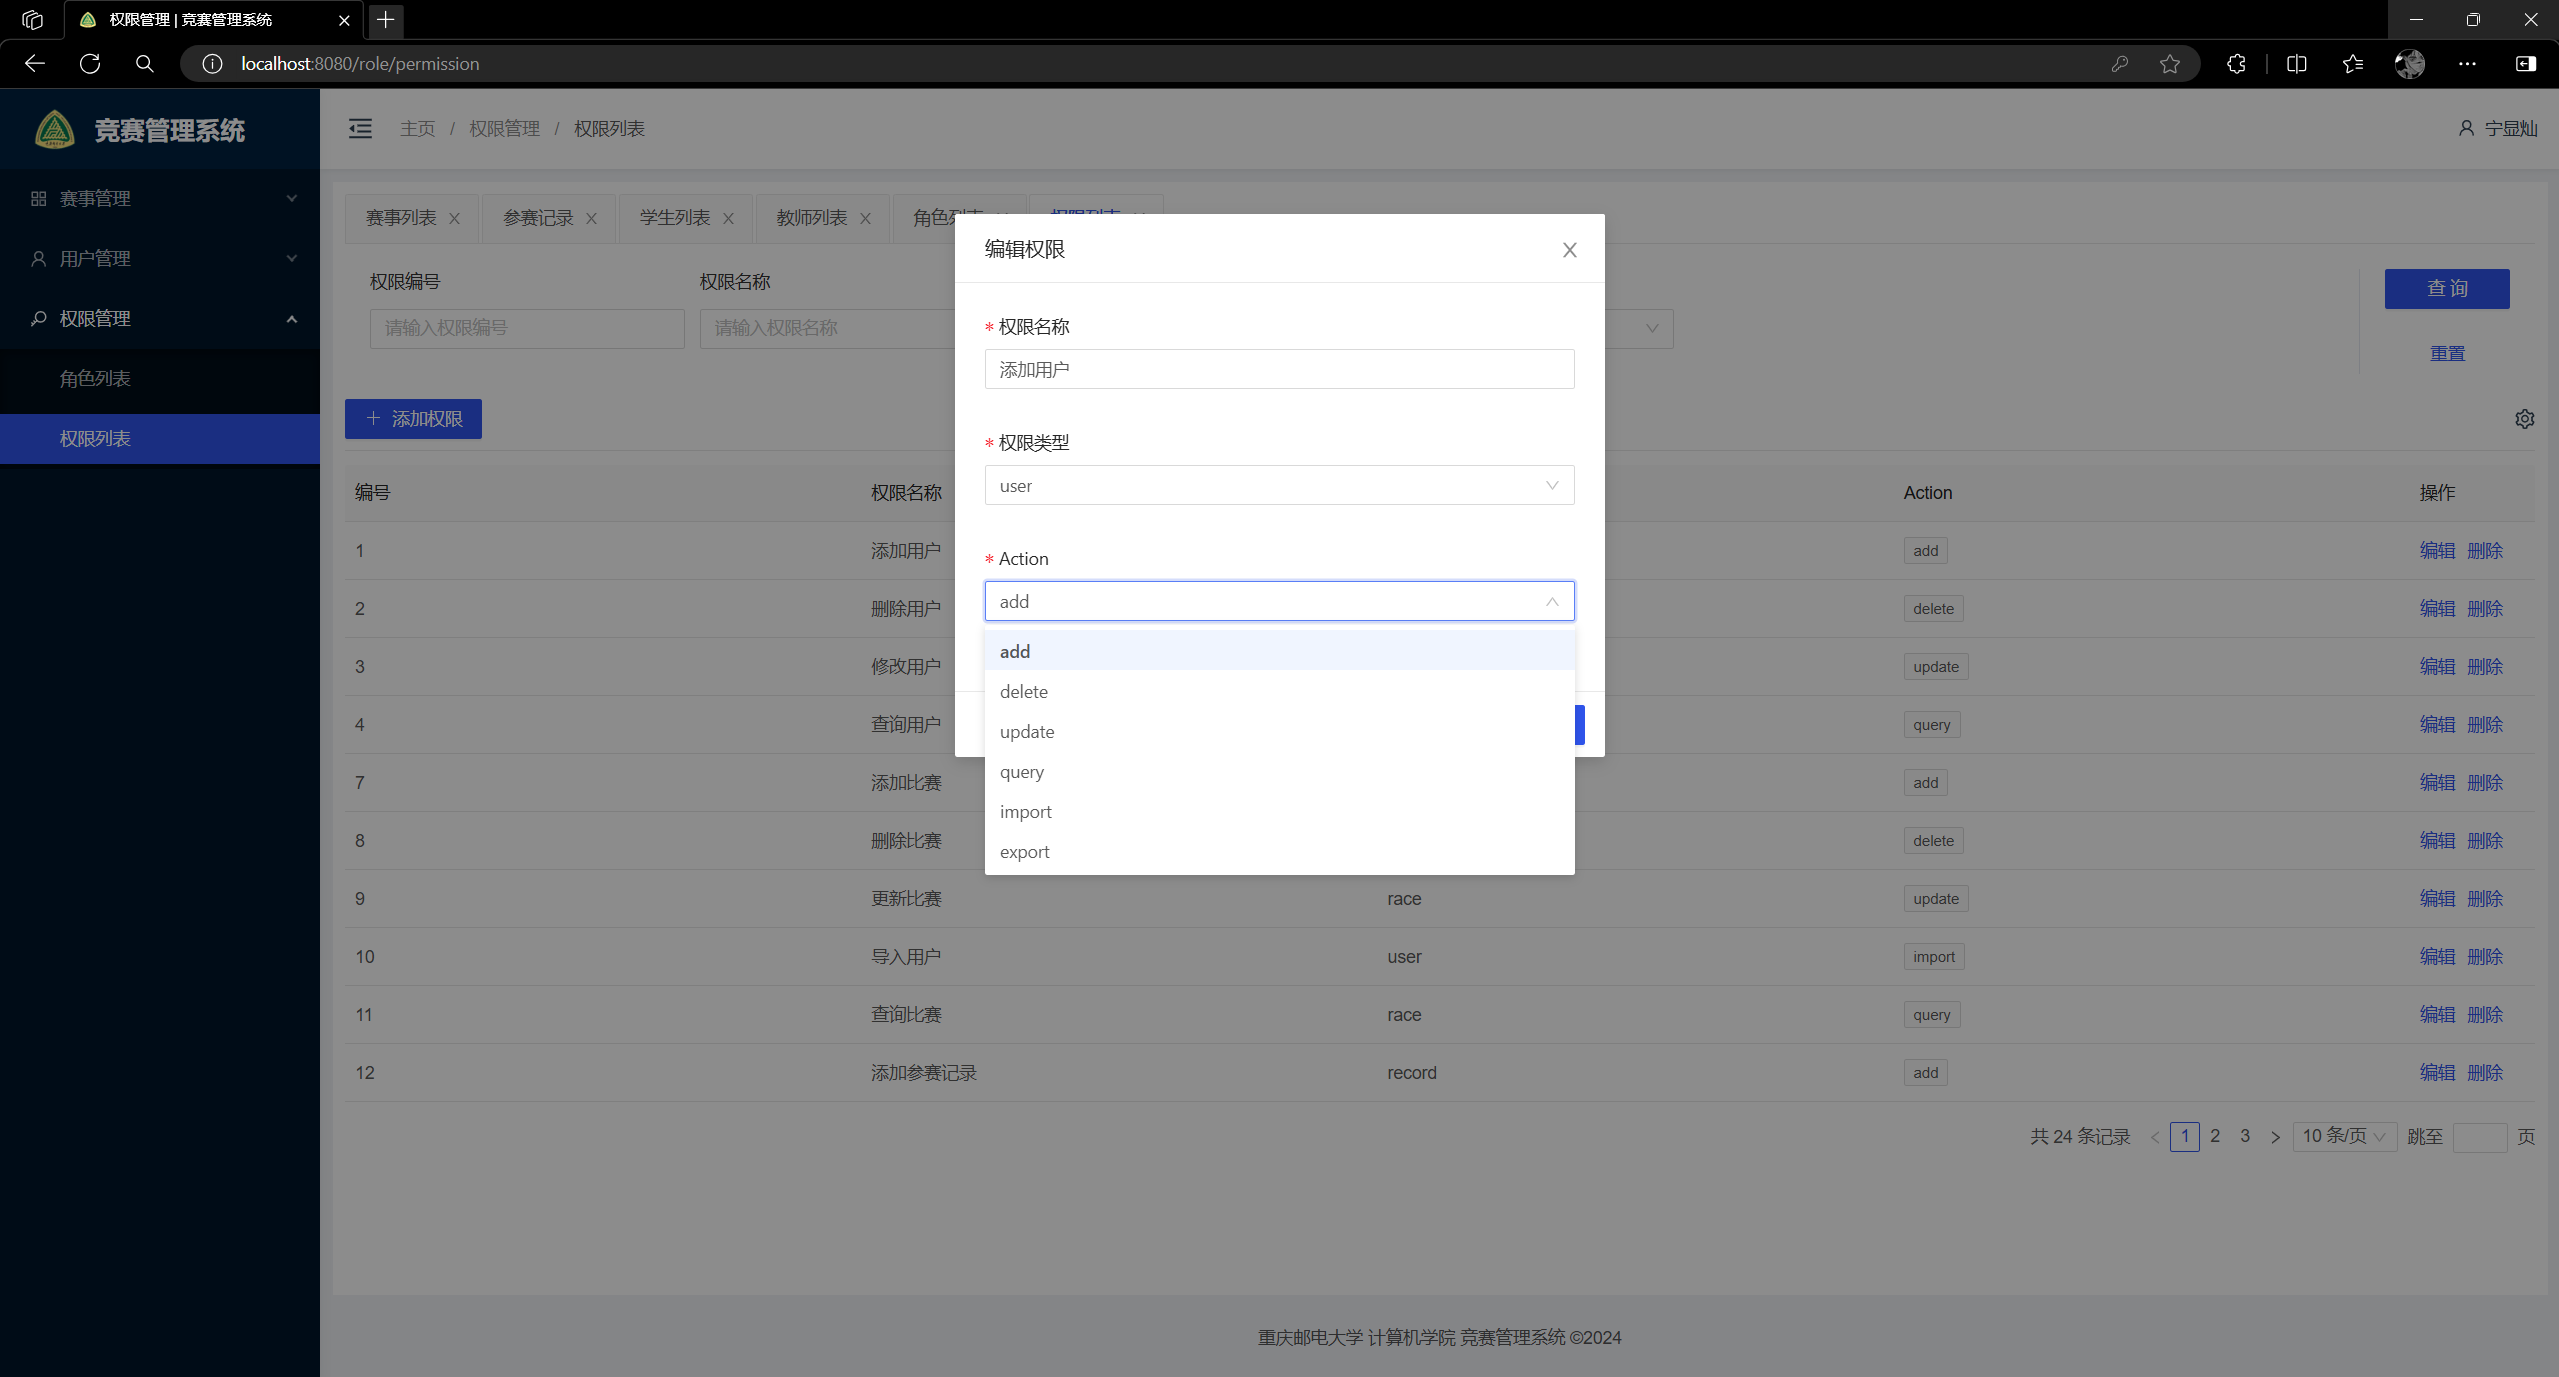 权限管理 | 竞赛管理系统
localhost:8080/role/permission
竞赛管理系统
主页 / 权限管理 / 权限列表
宁显灿
赛事管理
用户管理
权限管理
角色列表
权限列表
赛事列表
参赛记录
学生列表
教师列表
角色列表
权限列表
权限编号
权限名称
请输入权限编号
请输入权限名称
查 询
重置
添加权限
编辑权限
* 权限名称
添加用户
* 权限类型
user
* Action
add
add
delete
update
query
import
export
编号 权限名称 Action 操作
1 添加用户 add 编辑 删除
2 删除用户 delete 编辑 删除
3 修改用户 update 编辑 删除
4 查询用户 query 编辑 删除
7 添加比赛 add 编辑 删除
8 删除比赛 delete 编辑 删除
9 更新比赛 race update 编辑 删除
10 导入用户 user import 编辑 删除
11 查询比赛 race query 编辑 删除
12 添加参赛记录 record add 编辑 删除
共 24 条记录 1 2 3 10 条/页 跳至 页
重庆邮电大学 计算机学院 竞赛管理系统 ©2024